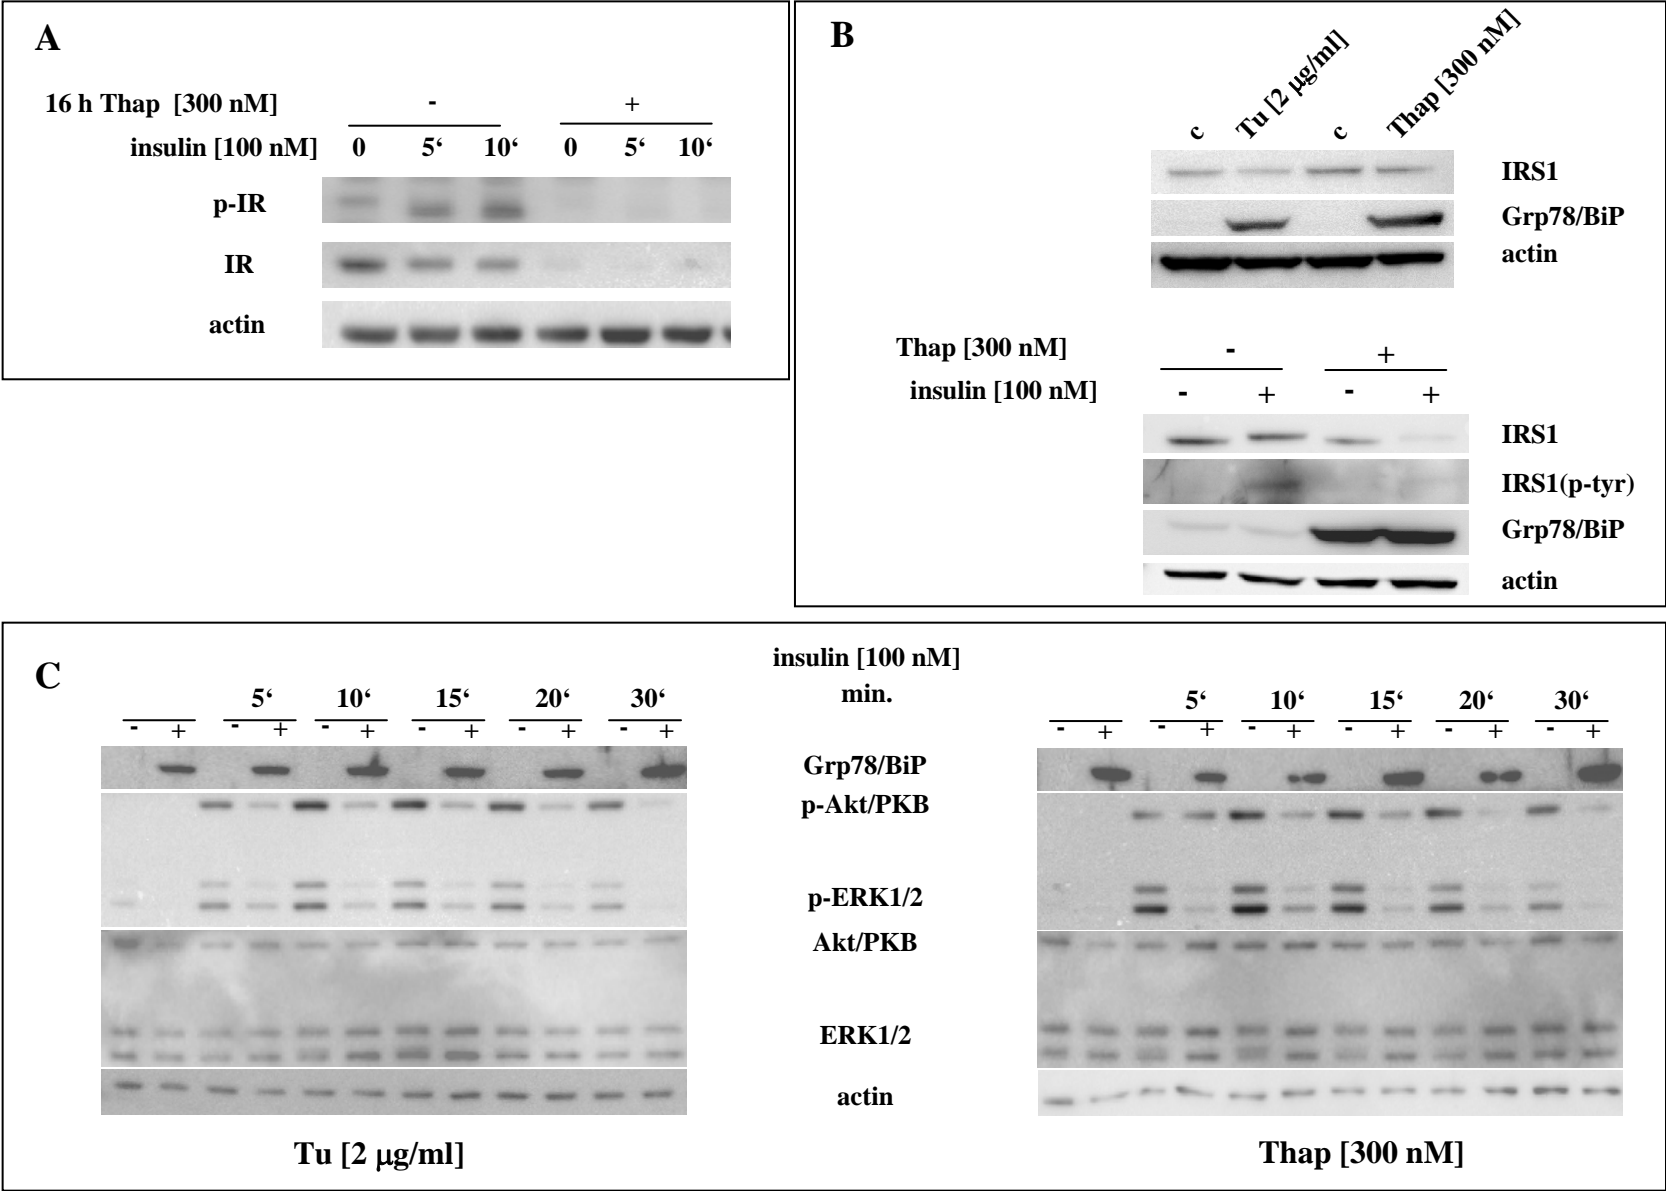 A
16 h Thap [300 nM] - +
insulin [100 nM] 0 5‘ 10‘ 0 5‘ 10‘
p-IR
IR
actin
B
c Tu [2 μg/ml] c Thap [300 nM]
IRS1
Grp78/BiP
actin
Thap [300 nM] - +
insulin [100 nM] - + - +
IRS1
IRS1(p-tyr)
Grp78/BiP
actin
C
insulin [100 nM]
min.
5‘ 10‘ 15‘ 20‘ 30‘
- + - + - + - + - + - +
5‘ 10‘ 15‘ 20‘ 30‘
- + - + - + - + - + - +
Grp78/BiP
p-Akt/PKB
p-ERK1/2
Akt/PKB
ERK1/2
actin
Tu [2 μg/ml]
Thap [300 nM]